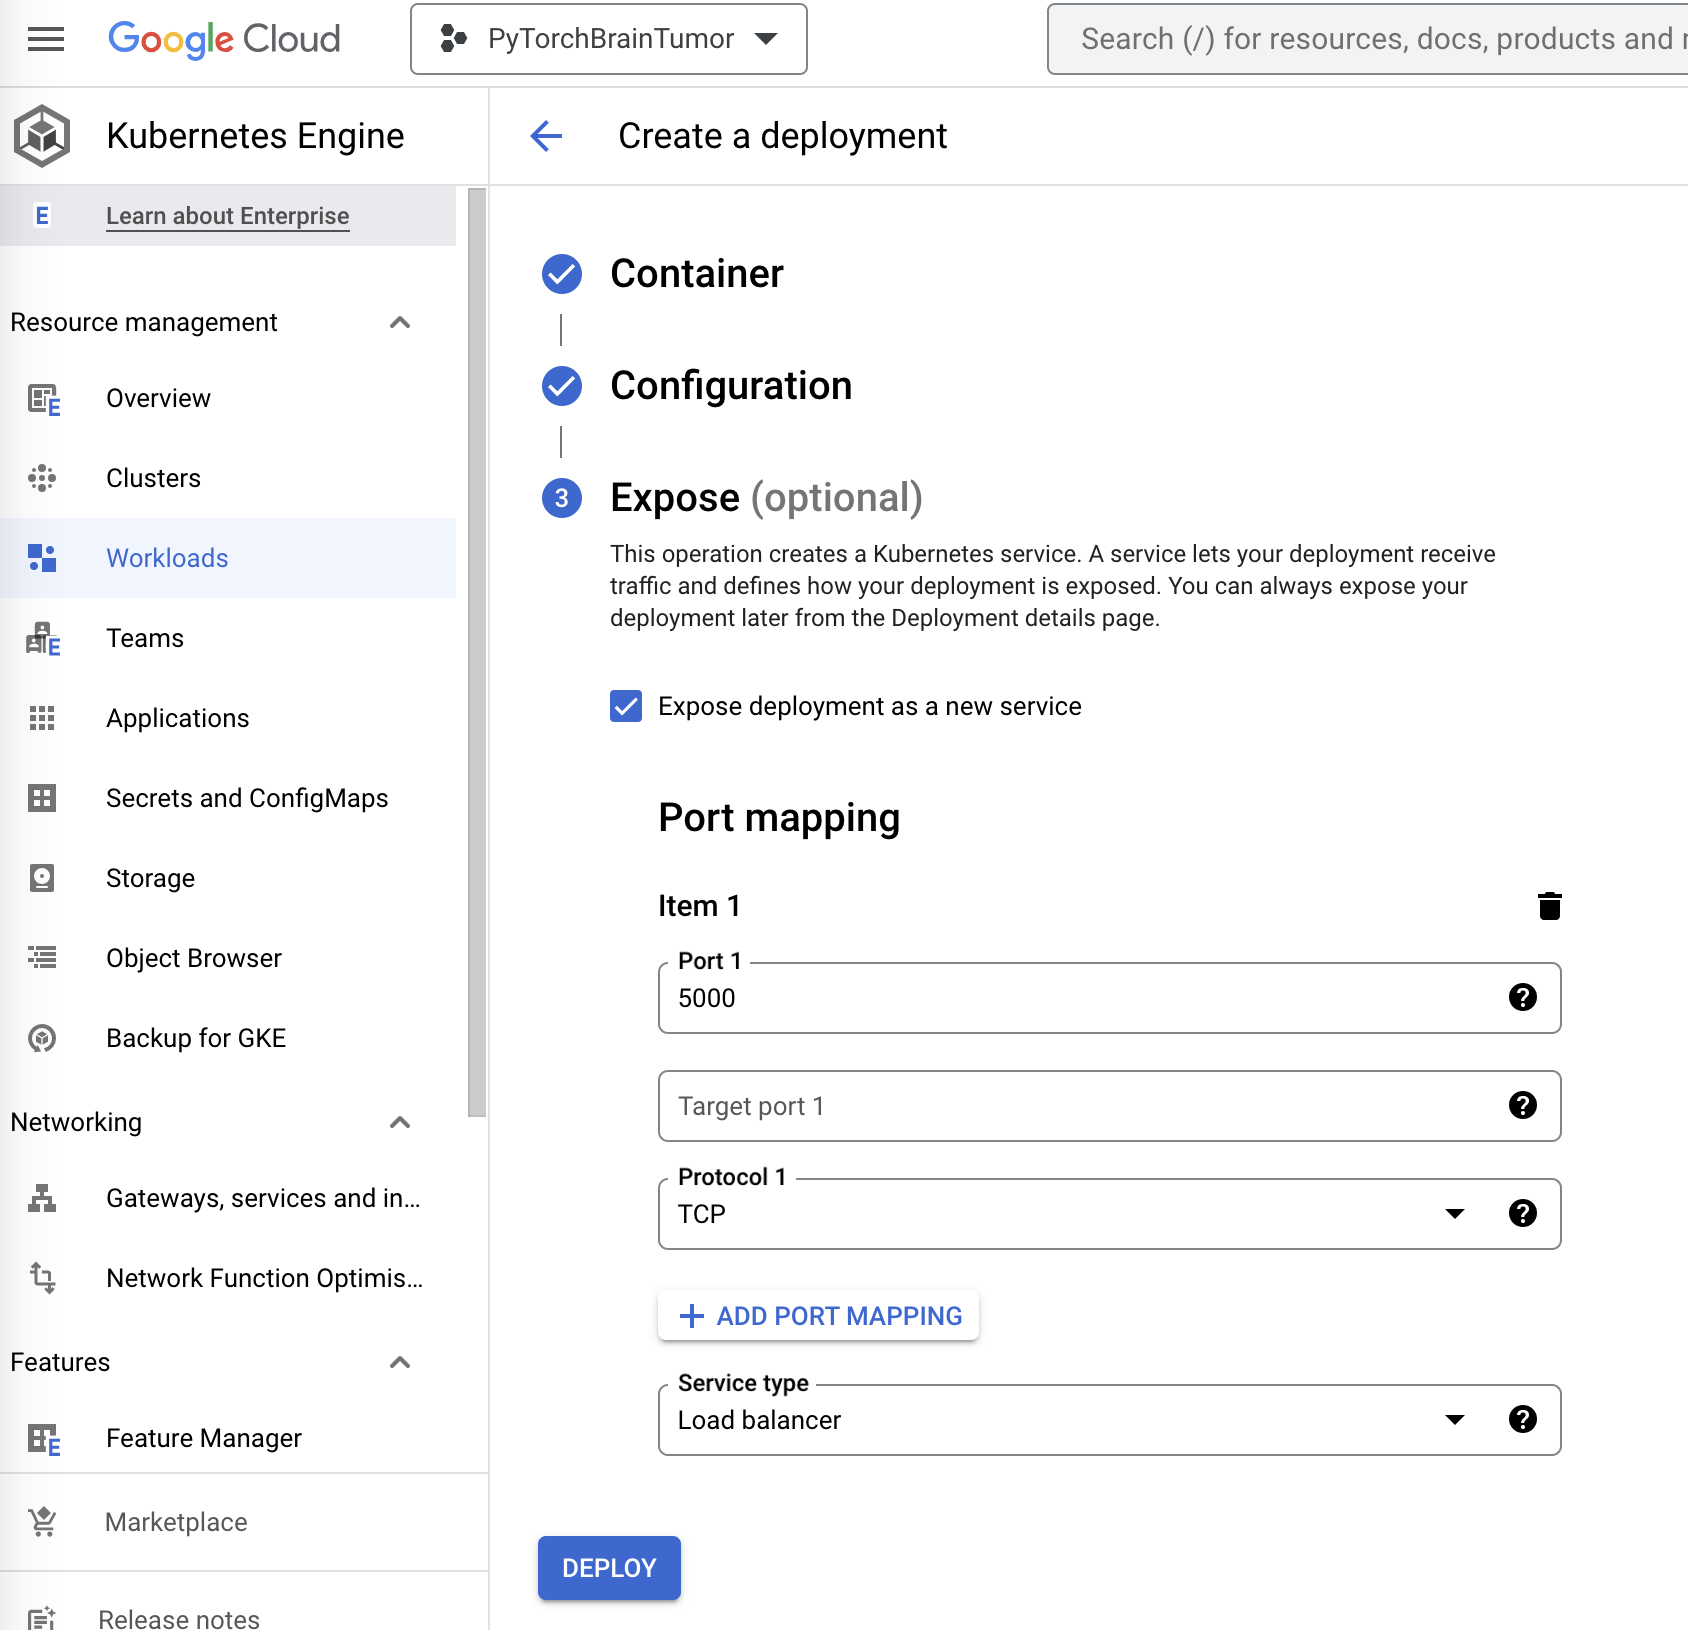 Google Cloud
PyTorchBrainTumor
Search (/) for resources, docs, products and
Kubernetes Engine
Create a deployment
E
Learn about Enterprise
Resource management
E
Overview
Clusters
Workloads
E
Teams
Applications
Secrets and ConfigMaps
Storage
Object Browser
Backup for GKE
Networking
Gateways, services and in...
Network Function Optimis...
Features
E
Feature Manager
Marketplace
Release notes
Container
Configuration
3
Expose (optional)
This operation creates a Kubernetes service. A service lets your deployment receive
traffic and defines how your deployment is exposed. You can always expose your
deployment later from the Deployment details page.
Expose deployment as a new service
Port mapping
Item 1
Port 1
5000
?
Target port 1
?
Protocol 1
TCP
?
+ ADD PORT MAPPING
Service type
Load balancer
?
DEPLOY